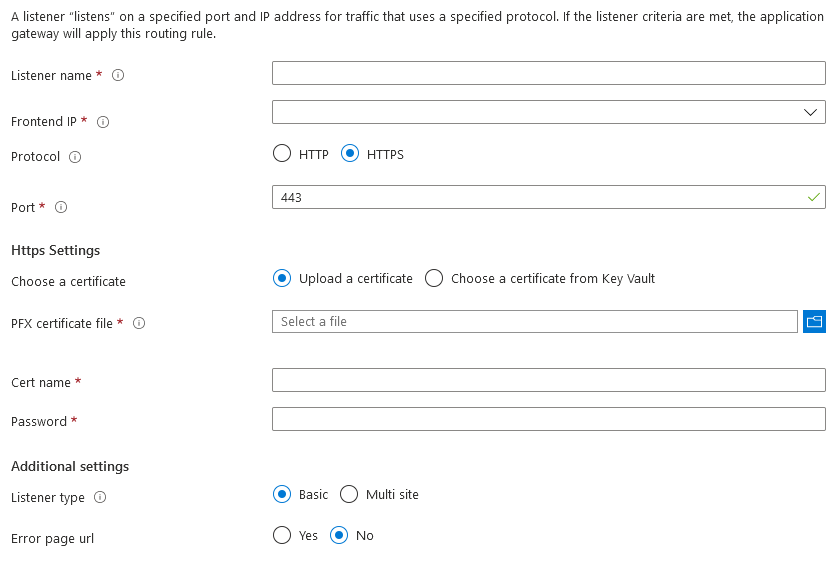 A listener “listens” on a specified port and IP address for traffic that uses a specified protocol. If the listener criteria are met, the application
gateway will apply this routing rule.
Listener name *
Frontend IP *
Protocol
HTTP HTTPS
Port *
443
Https Settings
Choose a certificate
Upload a certificate Choose a certificate from Key Vault
PFX certificate file *
Select a file
Cert name *
Password *
Additional settings
Listener type
Basic Multi site
Error page url
Yes No